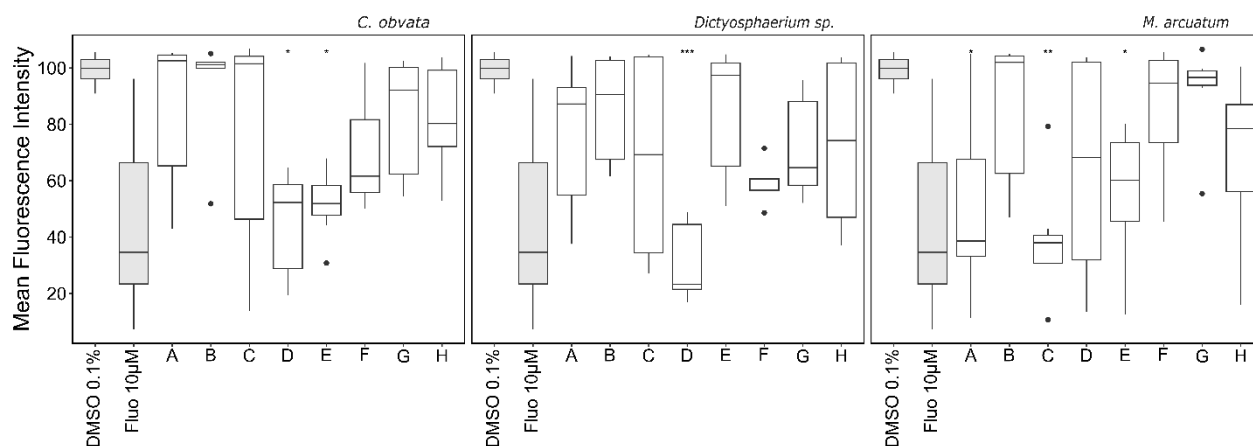 C. obvata
Dictyosphaerium sp.
M. arcuatum
Mean Fluorescence Intensity
100
80
60
40
20
* *
***
* ** *
DMSO 0.1% Fluo 10µM A B C D E F G H
DMSO 0.1% Fluo 10µM A B C D E F G H
DMSO 0.1% Fluo 10µM A B C D E F G H